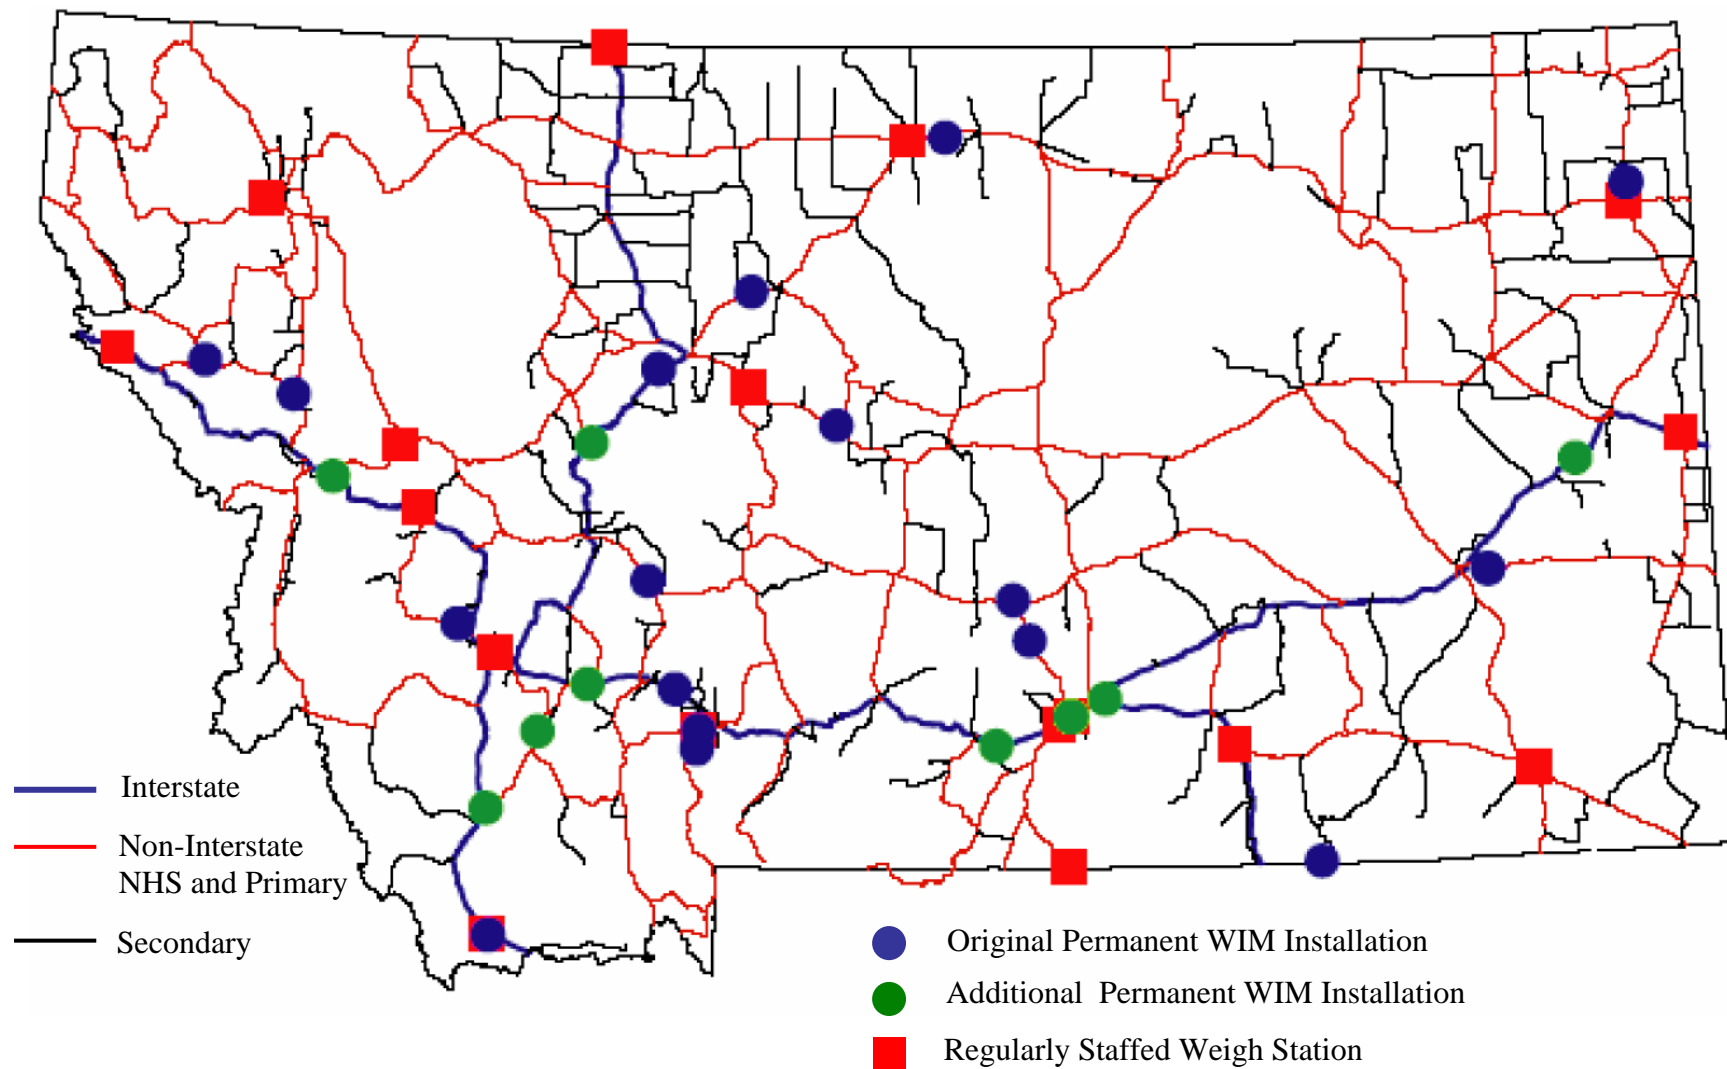 Interstate
Non-Interstate
NHS and Primary
Secondary
Original Permanent WIM Installation
Additional  Permanent WIM Installation
Regularly Staffed Weigh Station